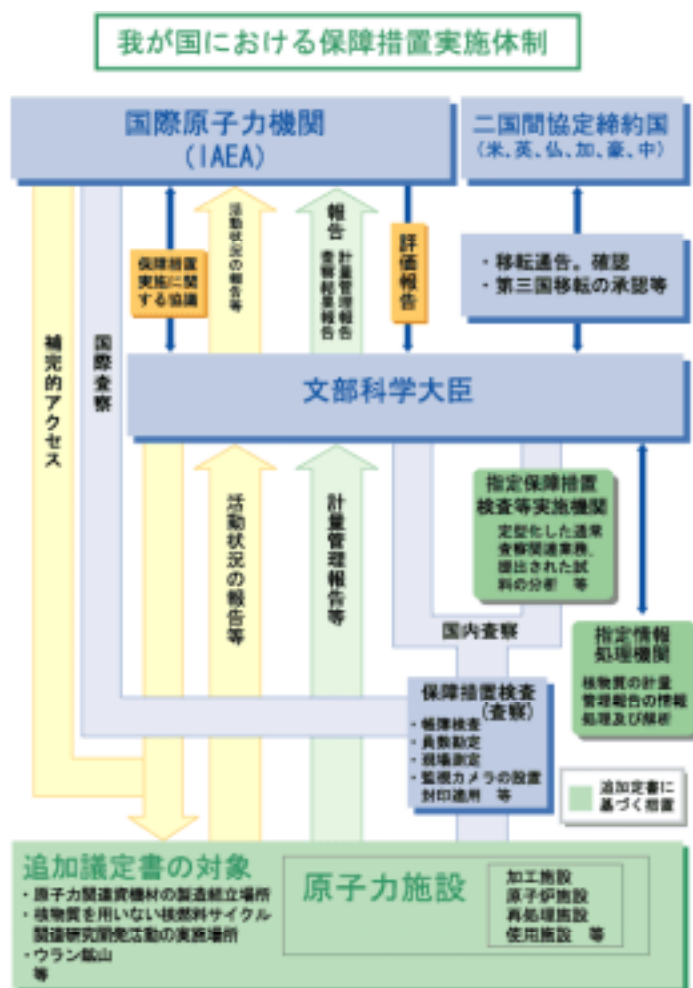 我が国における保障措置実施体制
国際原子力機関
(IAEA)
二国間協定締約国
(米、英、仏、加、豪、中)
保障措置
実施に関
する協議
活動状況の報告等
報告
計量管理報告
査察結果報告
評価報告
・移転通告。確認
・第三国移転の承認等
補完的アクセス
国際査察
文部科学大臣
活動状況の報告等
計量管理報告等
指定保障措置
検査等実施機関
定型化した通常
査察関連業務、
提出された試
料の分析 等
国内査察
指定情報
処理機関
核物質の計量
管理報告の情報
処理及び解析
保障措置検査
(査察)
・帳簿検査
・員数勘定
・現場測定
・監視カメラの設置
封印適用 等
追加定書に
基づく措置
追加議定書の対象
・原子力関連資機材の製造組立場所
・核物質を用いない核燃料サイクル
関連研究開発活動の実施場所
・ウラン鉱山
等
原子力施設
加工施設
原子炉施設
再処理施設
使用施設 等